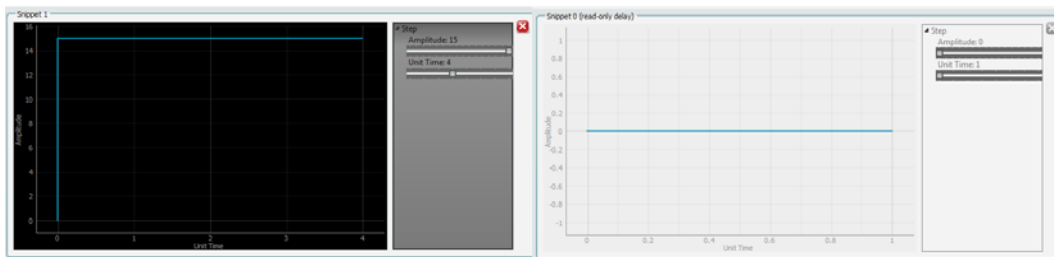 Snippet 1
16
14
12
10
8
6
4
2
0
Amplitude
0
1
2
3
4
Unit Time
Step
Amplitude: 15
Unit Time: 4
Snippet 0 (read-only delay)
1
0.8
0.6
0.4
0.2
0
-0.2
-0.4
-0.6
-0.8
-1
Amplitude
0
0.2
0.4
0.6
0.8
1
Unit Time
Step
Amplitude: 0
Unit Time: 1